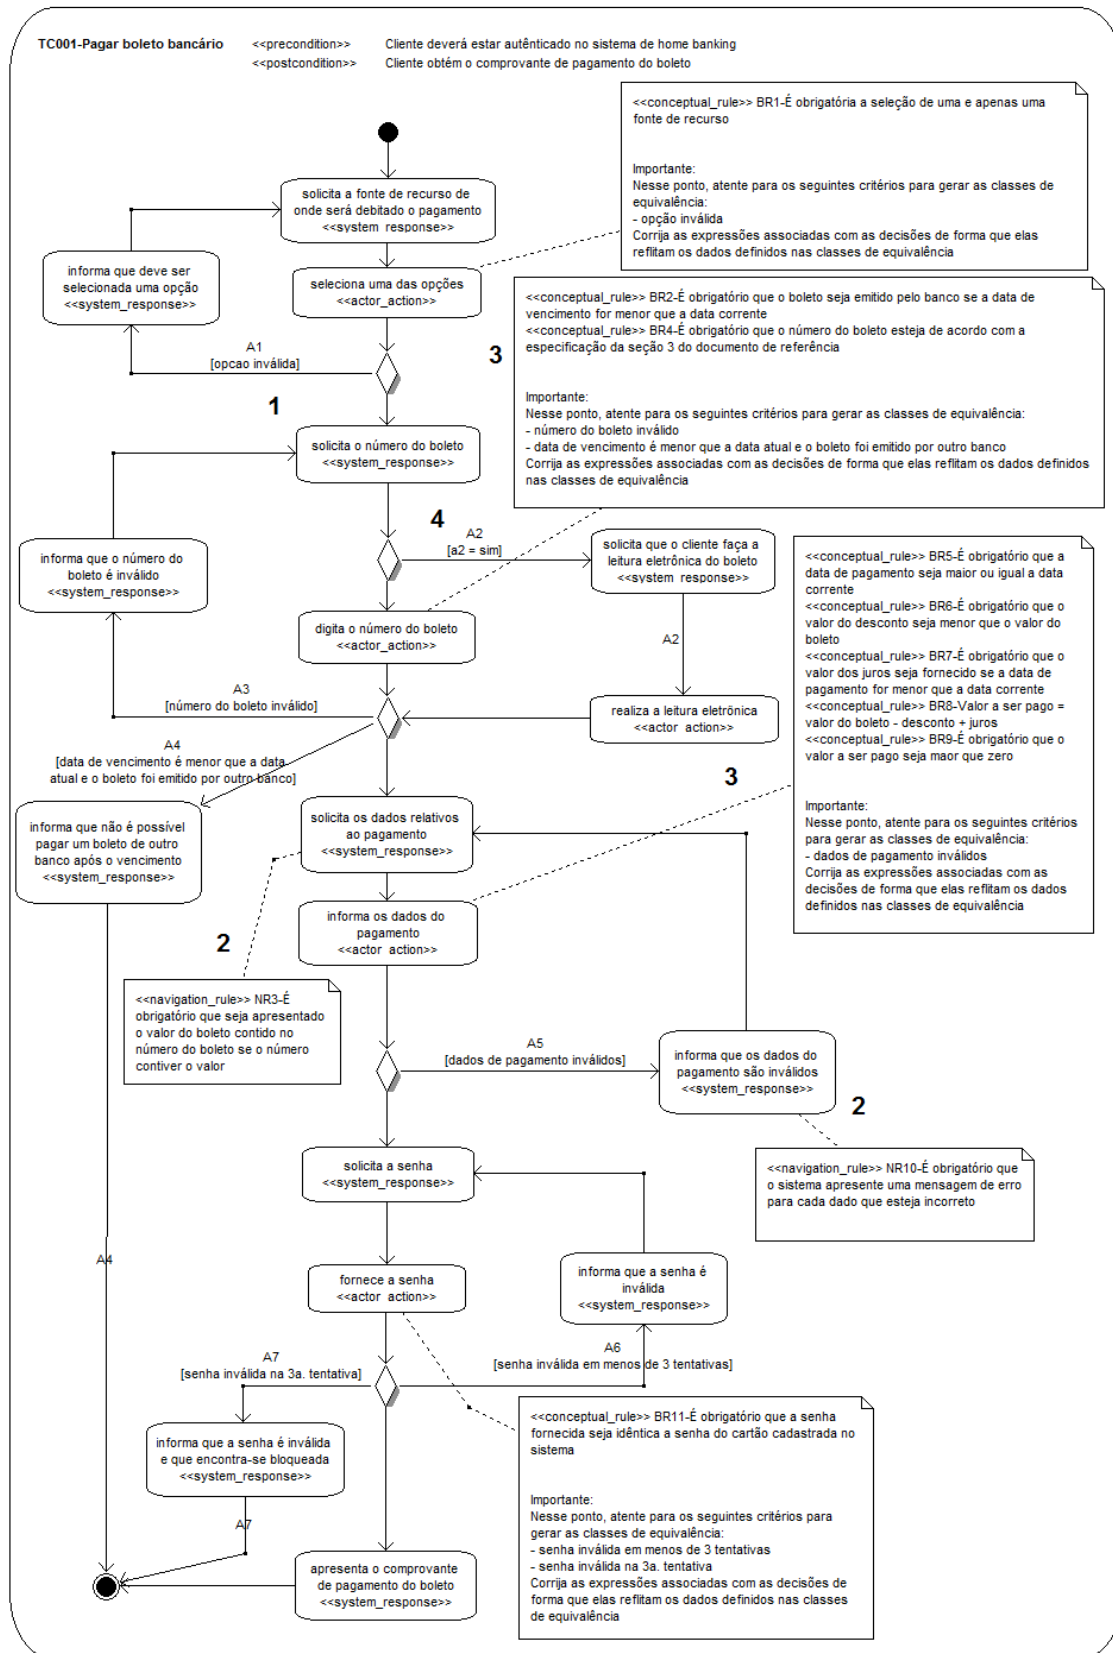 TC001-Pagar boleto bancário <<precondition>> Cliente deverá estar autênticado no sistema de home banking
<<postcondition>> Cliente obtém o comprovante de pagamento do boleto
<<conceptual_rule>> BR1-É obrigatória a seleção de uma e apenas uma
fonte de recurso
Importante:
Nesse ponto, atente para os seguintes critérios para gerar as classes de
equivalência:
- opção inválida
Corrija as expressões associadas com as decisões de forma que elas
reflitam os dados definidos nas classes de equivalência
solicita a fonte de recurso de
onde será debitado o pagamento
<<system response>>
informa que deve ser
selecionada uma opção
<<system_response>>
seleciona uma das opções
<<actor_action>>
A1
[opcao inválida]
3
<<conceptual_rule>> BR2-É obrigatório que o boleto seja emitido pelo banco se a data de
vencimento for menor que a data corrente
<<conceptual_rule>> BR4-É obrigatório que o número do boleto esteja de acordo com a
especificação da seção 3 do documento de referência
Importante:
Nesse ponto, atente para os seguintes critérios para gerar as classes de equivalência:
- número do boleto inválido
- data de vencimento é menor que a data atual e o boleto foi emitido por outro banco
Corrija as expressões associadas com as decisões de forma que elas reflitam os dados definidos
nas classes de equivalência
1
solicita o número do boleto
<<system_response>>
4
A2
[a2 = sim]
solicita que o cliente faça a
leitura eletrônica do boleto
<<system response>>
informa que o número do
boleto é inválido
<<system_response>>
digita o número do boleto
<<actor_action>>
A2
A3
[número do boleto inválido]
realiza a leitura eletrônica
<<actor action>>
<<conceptual_rule>> BR5-É obrigatório que a
data de pagamento seja maior ou igual a data
corrente
<<conceptual_rule>> BR6-É obrigatório que o
valor do desconto seja menor que o valor do
boleto
<<conceptual_rule>> BR7-É obrigatório que o
valor dos juros seja fornecido se a data de
pagamento for menor que a data corrente
<<conceptual_rule>> BR8-Valor a ser pago =
valor do boleto - desconto + juros
<<conceptual_rule>> BR9-É obrigatório que o
valor a ser pago seja maor que zero
Importante:
Nesse ponto, atente para os seguintes critérios
para gerar as classes de equivalência:
- dados de pagamento inválidos
Corrija as expressões associadas com as
decisões de forma que elas reflitam os dados
definidos nas classes de equivalência
A4
[data de vencimento é menor que a data
atual e o boleto foi emitido por outro banco]
3
informa que não é possível
pagar um boleto de outro
banco após o vencimento
<<system_response>>
solicita os dados relativos
ao pagamento
<<system_response>>
informa os dados do
pagamento
<<actor action>>
2
<<navigation_rule>> NR3-É
obrigatório que seja apresentado
o valor do boleto contido no
número do boleto se o número
contiver o valor
A5
[dados de pagamento inválidos]
informa que os dados do
pagamento são inválidos
<<system_response>>
2
<<navigation_rule>> NR10-É obrigatório que
o sistema apresente uma mensagem de erro
para cada dado que esteja incorreto
solicita a senha
<<system_response>>
A4
fornece a senha
<<actor action>>
informa que a senha é
inválida
<<system_response>>
A6
[senha inválida em menos de 3 tentativas]
A7
[senha inválida na 3a. tentativa]
informa que a senha é inválida
e que encontra-se bloqueada
<<system_response>>
<<conceptual_rule>> BR11-É obrigatório que a senha
fornecida seja idêntica a senha do cartão cadastrada no
sistema
Importante:
Nesse ponto, atente para os seguintes critérios para
gerar as classes de equivalência:
- senha inválida em menos de 3 tentativas
- senha inválida na 3a. tentativa
Corrija as expressões associadas com as decisões de
forma que elas reflitam os dados definidos nas classes
de equivalência
A7
apresenta o comprovante
de pagamento do boleto
<<system_response>>